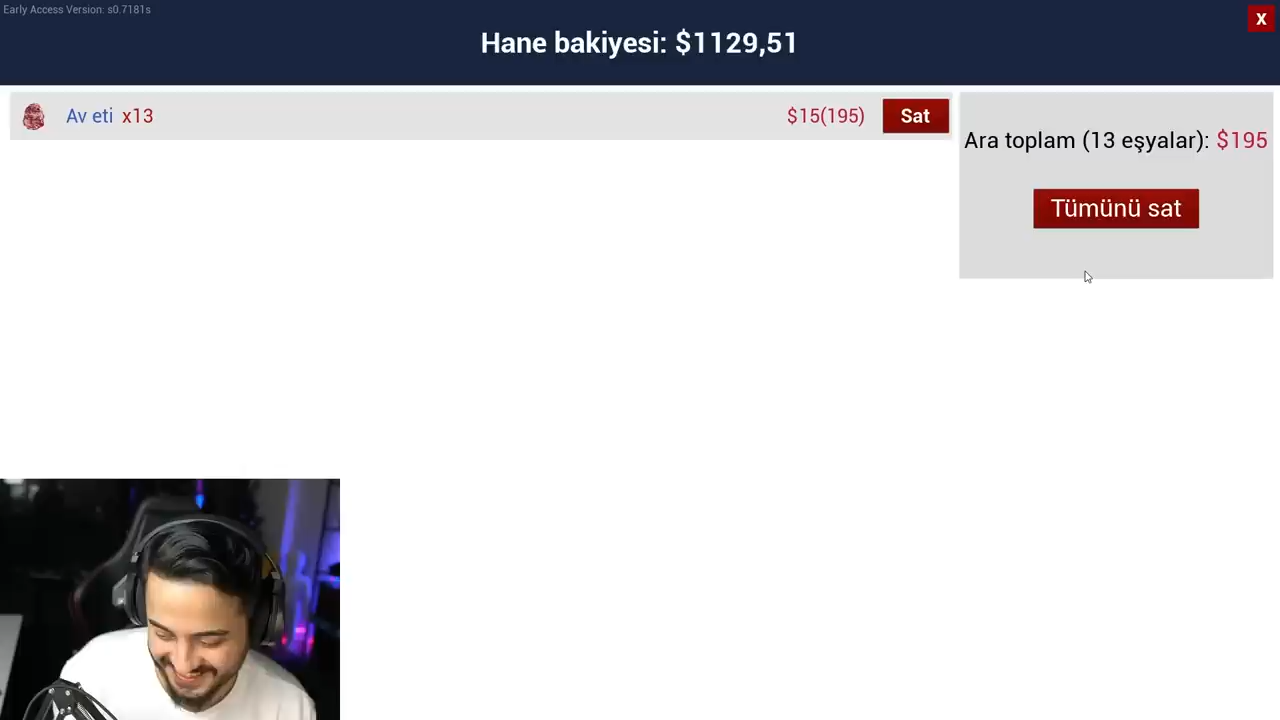 Early Access Version: s0.7181s
X
Hane bakiyesi: $1129,51
Av eti x13 $15(195) Sat
Ara toplam (13 eşyalar): $195
Tümünü sat